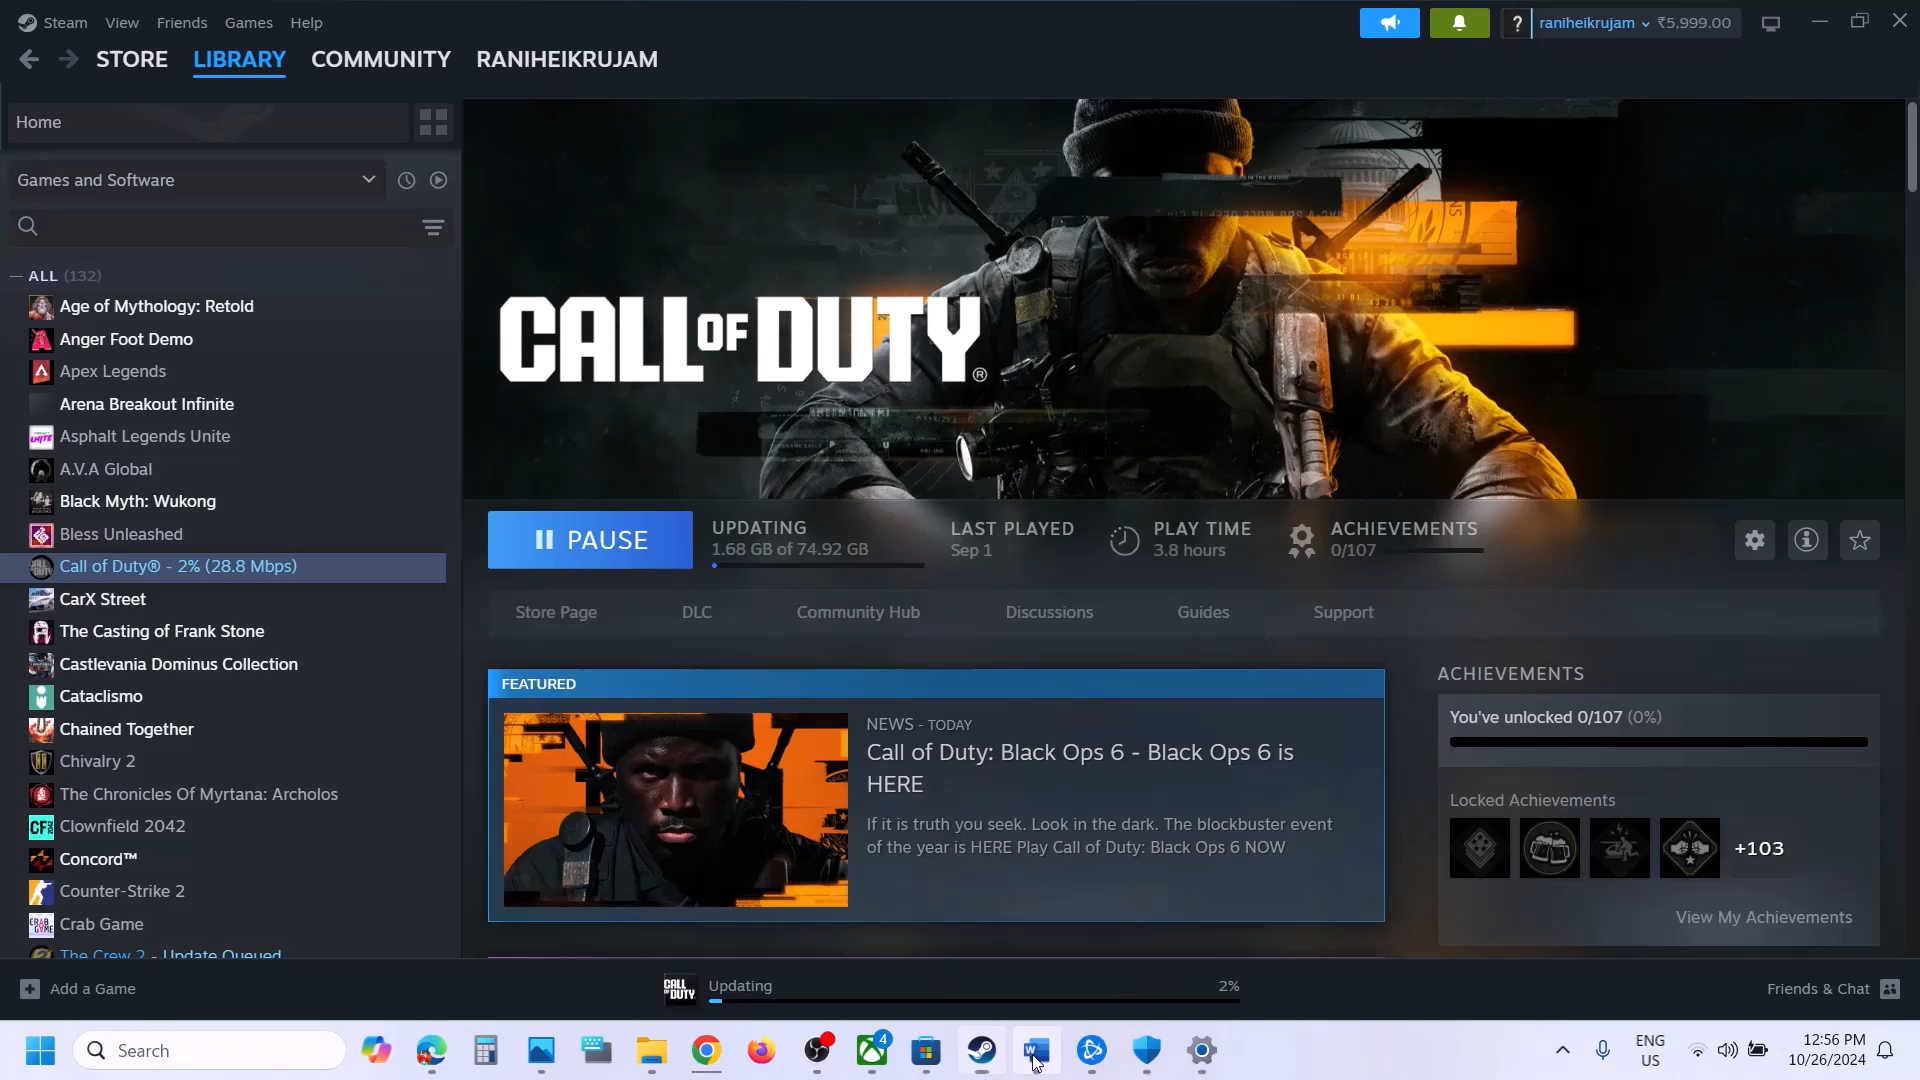 Steam View Friends Games Help
? raniheikrujam ₹5,999.00
STORE LIBRARY COMMUNITY RANIHEIKRUJAM
Home
Games and Software
ALL (132)
Age of Mythology: Retold
Anger Foot Demo
Apex Legends
Arena Breakout Infinite
Asphalt Legends Unite
A.V.A Global
Black Myth: Wukong
Bless Unleashed
Call of Duty® - 2% (28.8 Mbps)
CarX Street
The Casting of Frank Stone
Castlevania Dominus Collection
Cataclismo
Chained Together
Chivalry 2
The Chronicles Of Myrtana: Archolos
Clownfield 2042
Concord™
Counter-Strike 2
Crab Game
The Crew 2 - Update Queued
CALL OF DUTY®
PAUSE
UPDATING
1.68 GB of 74.92 GB
LAST PLAYED
Sep 1
PLAY TIME
3.8 hours
ACHIEVEMENTS
0/107
Store Page DLC Community Hub Discussions Guides Support
FEATURED
NEWS - TODAY
Call of Duty: Black Ops 6 - Black Ops 6 is
HERE
If it is truth you seek. Look in the dark. The blockbuster event
of the year is HERE Play Call of Duty: Black Ops 6 NOW
ACHIEVEMENTS
You've unlocked 0/107 (0%)
Locked Achievements
+103
View My Achievements
Add a Game
CALL OF DUTY
Updating 2%
Friends & Chat
Search
4
ENG
US
12:56 PM
10/26/2024